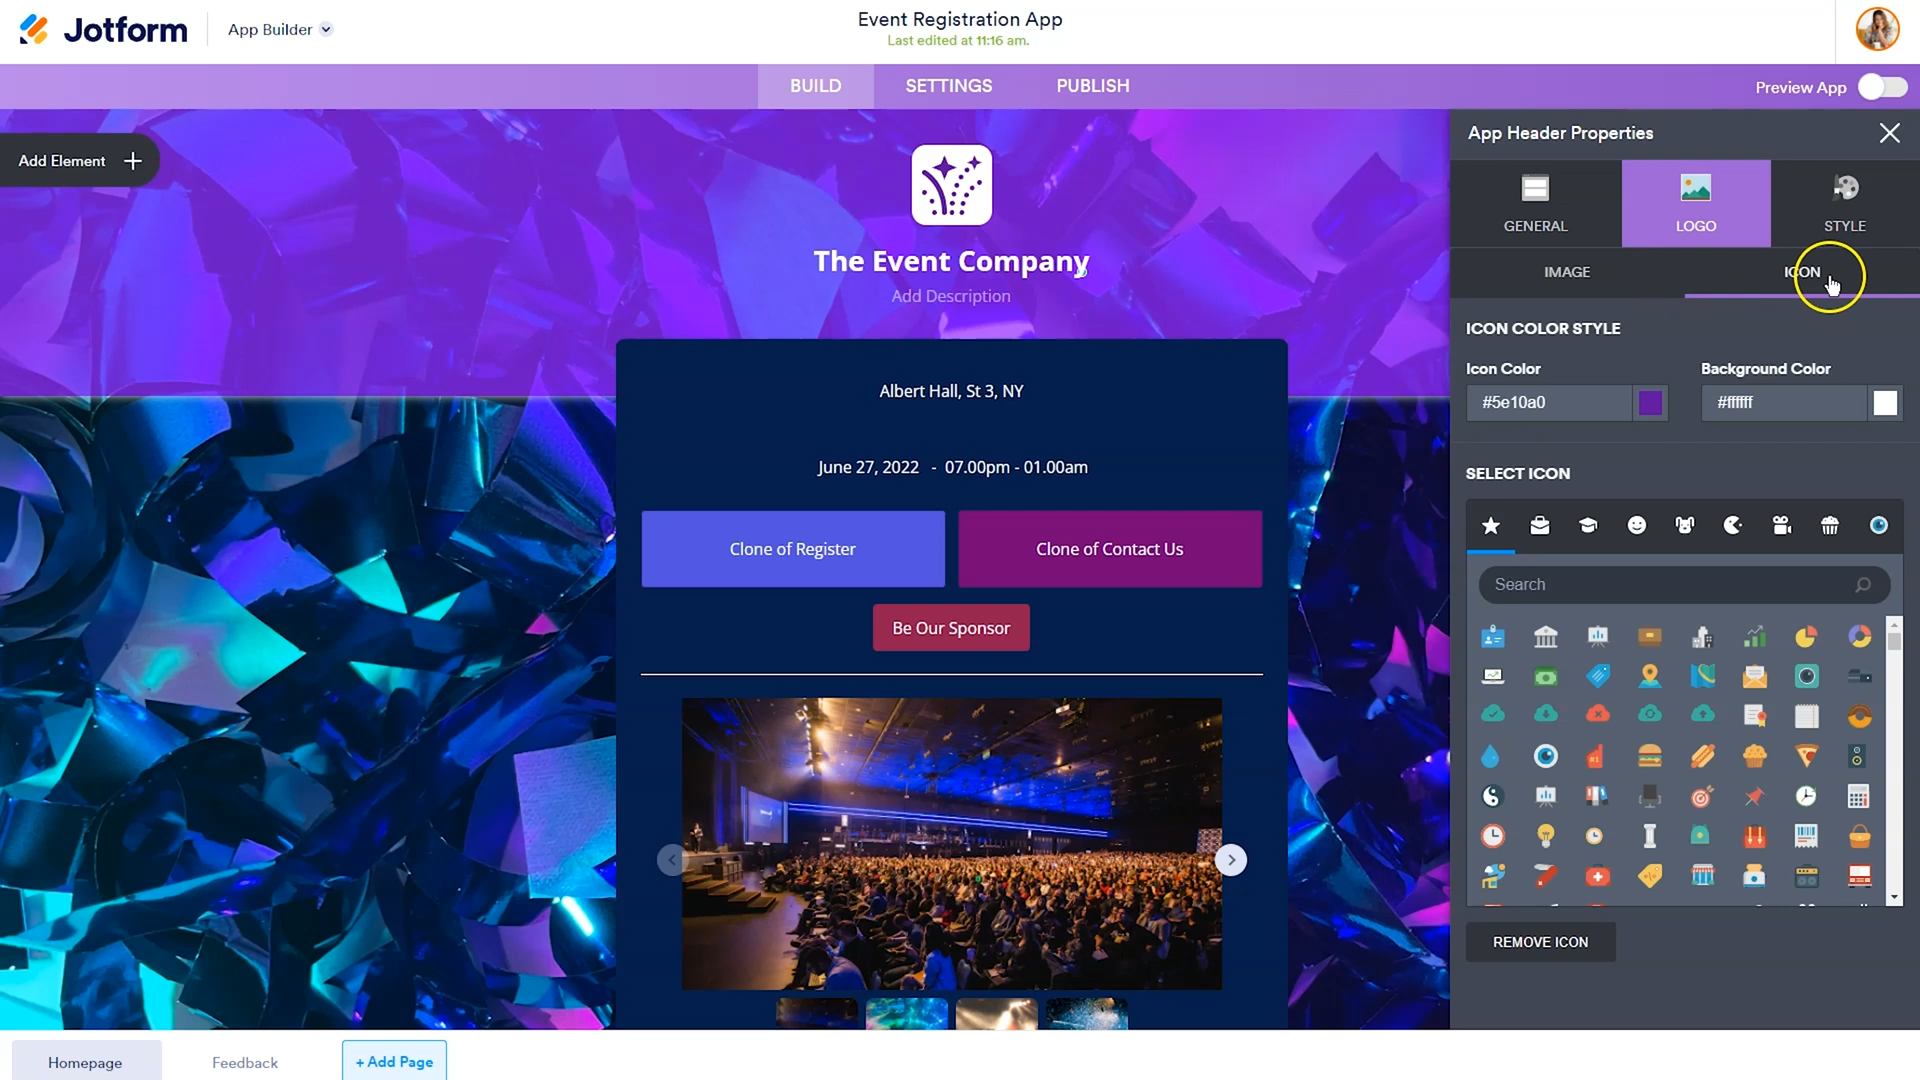 Jotform
App Builder
Event Registration App
Last edited at 11:16 am.
BUILD
SETTINGS
PUBLISH
Preview App
Add Element
The Event Company
Add Description
Albert Hall, St 3, NY
June 27, 2022 - 07.00pm - 01.00am
Clone of Register
Clone of Contact Us
Be Our Sponsor
App Header Properties
GENERAL
LOGO
STYLE
IMAGE
ICON
ICON COLOR STYLE
Icon Color
Background Color
#5e10a0
#ffffff
SELECT ICON
Search
REMOVE ICON
Homepage
Feedback
+ Add Page